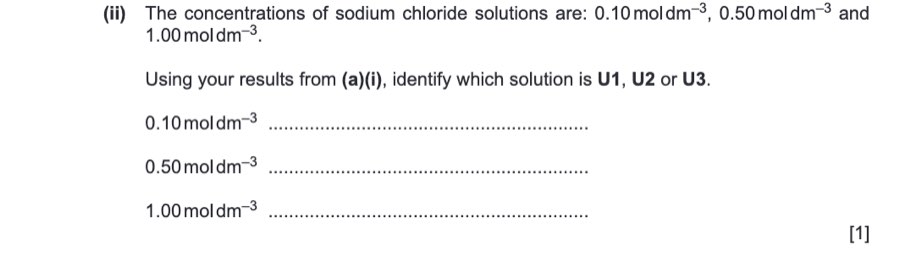 (ii) The concentrations of sodium chloride solutions are: 0.10 mol dm⁻³, 0.50 mol dm⁻³ and
1.00 mol dm⁻³.
Using your results from (a)(i), identify which solution is U1, U2 or U3.
0.10 mol dm⁻³ ................................................................
0.50 mol dm⁻³ ................................................................
1.00 mol dm⁻³ ................................................................
[1]